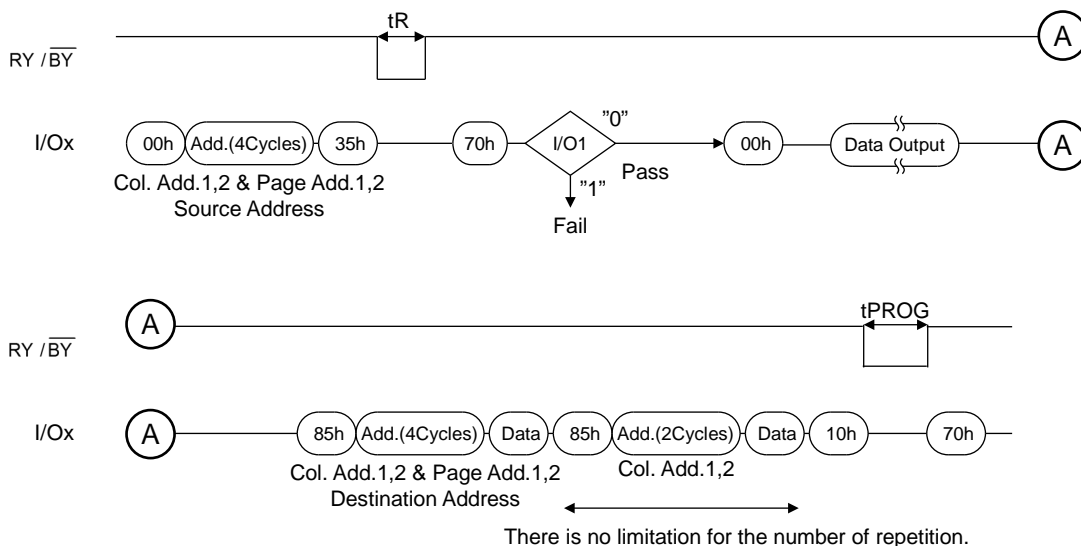 tR
A
RY / BY
I/Ox
00h Add.(4Cycles) 35h 70h I/O1 "0" 00h Data Output A
Pass
"1"
Col. Add.1,2 & Page Add.1,2
Source Address
Fail
tPROG
A
RY / BY
I/Ox
A 85h Add.(4Cycles) Data 85h Add.(2Cycles) Data 10h 70h
Col. Add.1,2 & Page Add.1,2
Destination Address
Col. Add.1,2
There is no limitation for the number of repetition.